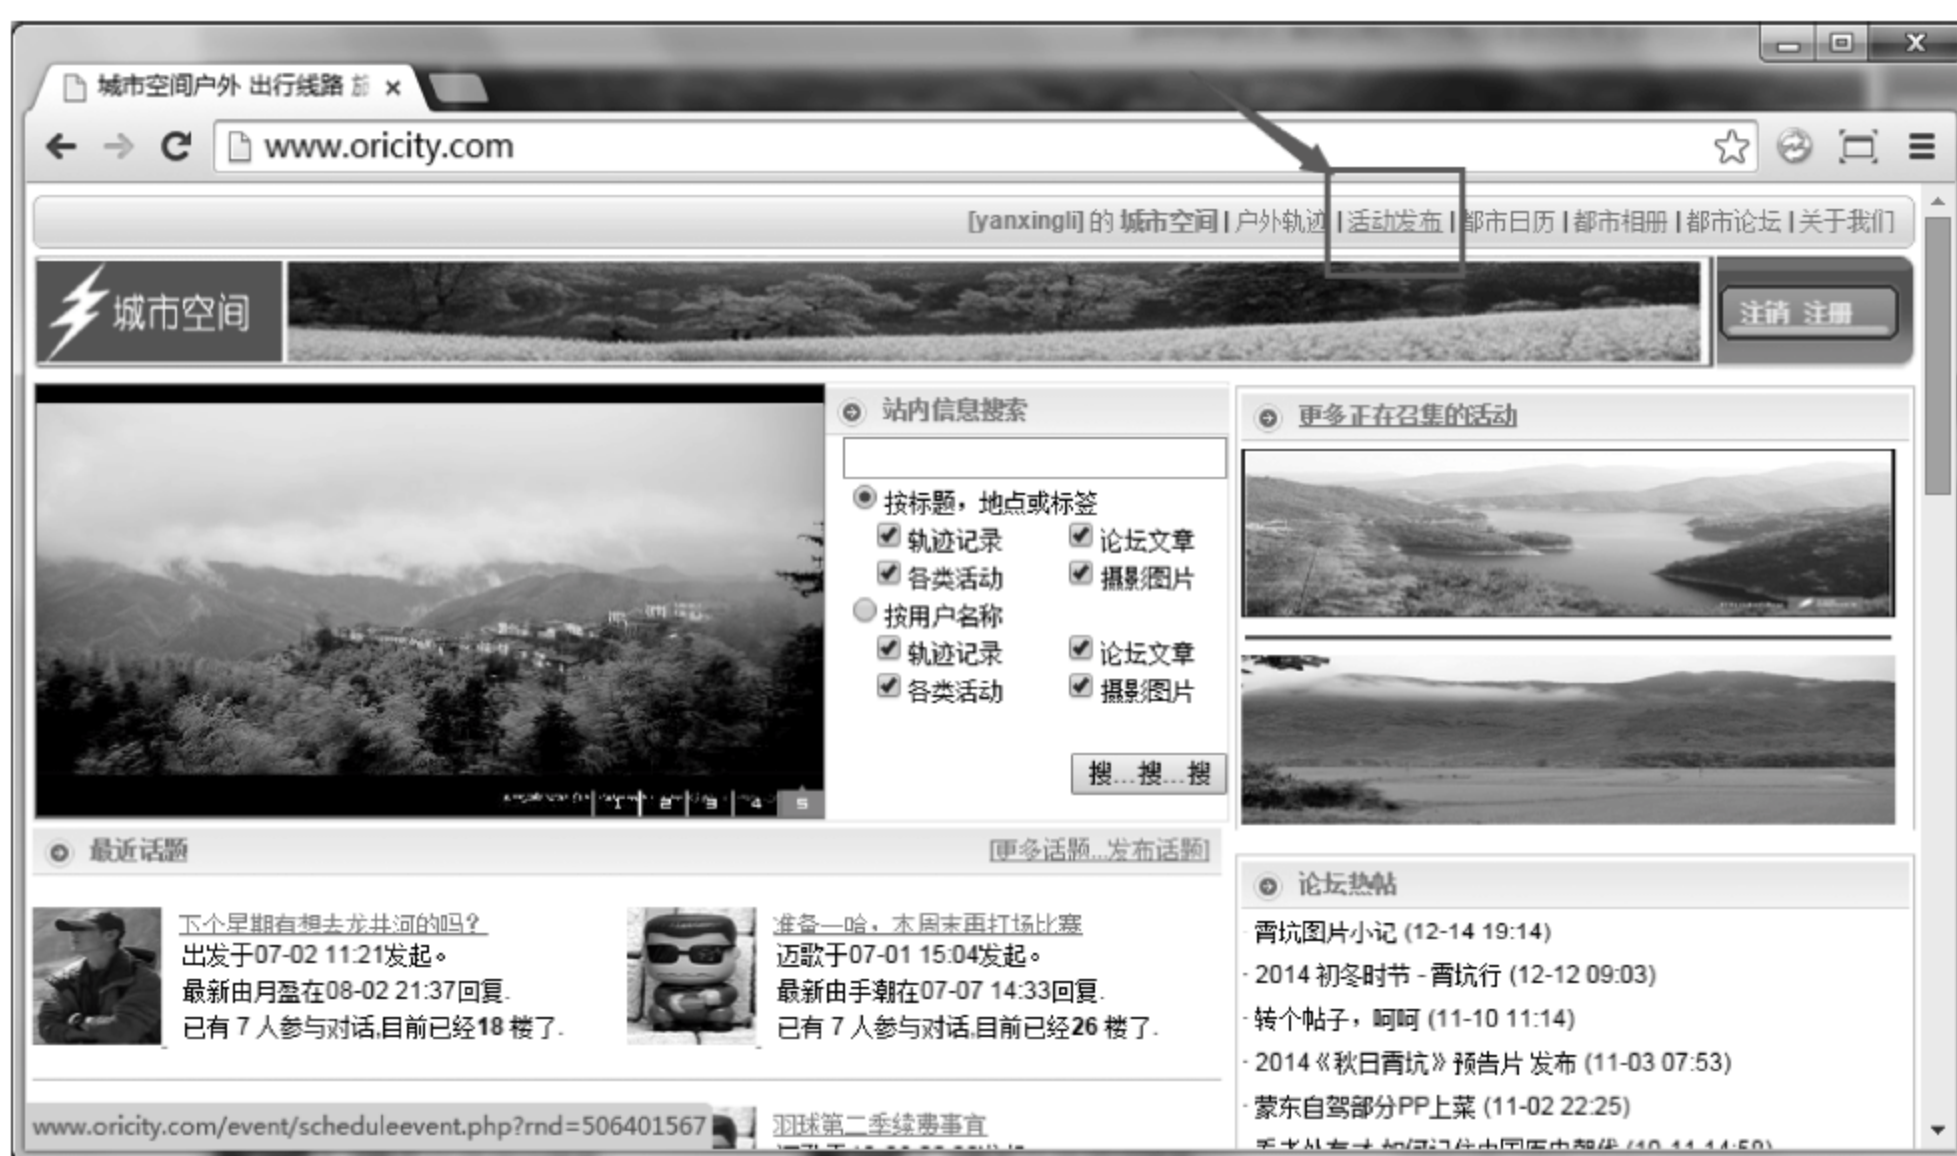 城市空间户外 出行线路 旅
www.oricity.com
[yanxingli] 的 城市空间 | 户外轨迹 | 活动发布 | 都市日历 | 都市相册 | 都市论坛 | 关于我们
城市空间
注销 注册
站内信息搜索
更多正在召集的活动
按标题，地点或标签
轨迹记录 论坛文章
各类活动 摄影图片
按用户名称
轨迹记录 论坛文章
各类活动 摄影图片
搜...搜...搜
1 2 3 4 5
最近话题 [更多话题...发布话题]
论坛热帖
下个星期有想去龙井河的吗？
出发于07-02 11:21发起。
最新由月盈在08-02 21:37回复.
已有 7 人参与对话,目前已经18 楼了.
准备一哈，本周末再打场比赛
迈歌于07-01 15:04发起。
最新由手潮在07-07 14:33回复.
已有 7 人参与对话,目前已经26 楼了.
· 霄坑图片小记 (12-14 19:14)
· 2014 初冬时节 - 霄坑行 (12-12 09:03)
· 转个帖子，呵呵 (11-10 11:14)
· 2014《秋日霄坑》预告片 发布 (11-03 07:53)
· 蒙东自驾部分PP上菜 (11-02 22:25)
羽球第二季续费事宜
www.oricity.com/event/scheduleevent.php?rnd=506401567